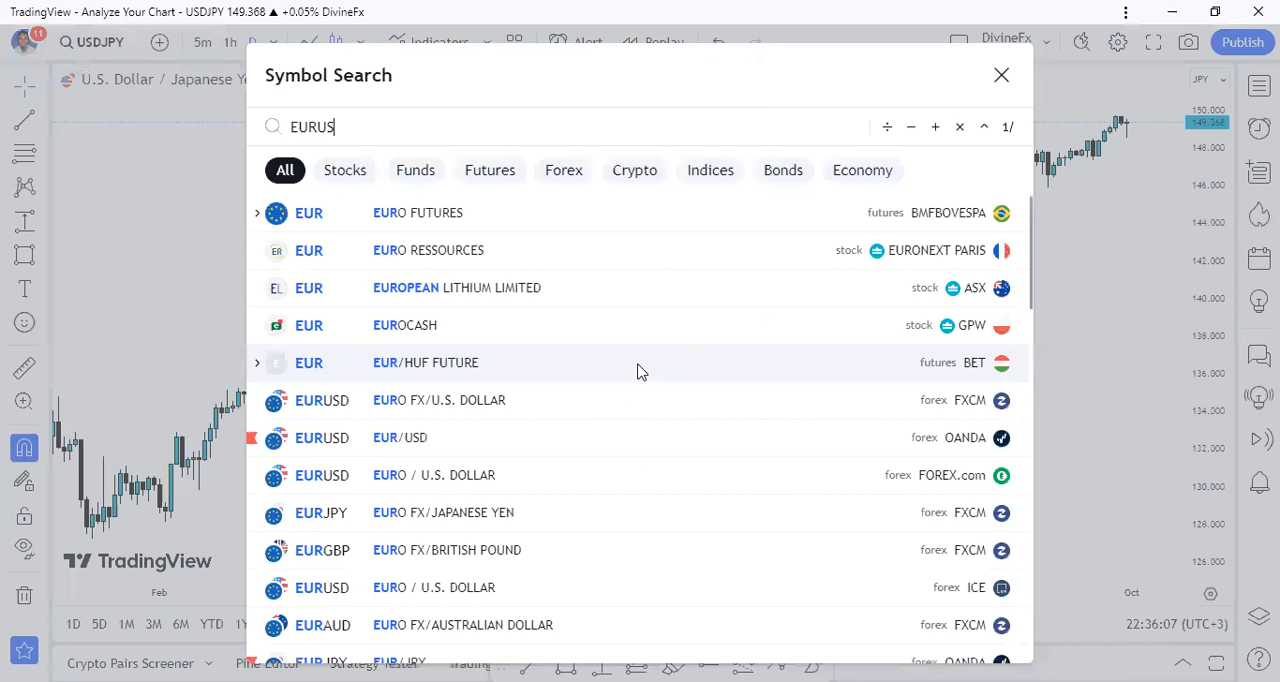 TradingView - Analyze Your Chart - USDJPY 149.368 ▲ +0.05% DivineFx
11
USDJPY
5m 1h D
Indicators
Alert
Replay
DivineFx
Publish
U.S. Dollar / Japanese Ye
Symbol Search
EURUS
÷ − + × ^ 1/
All Stocks Funds Futures Forex Crypto Indices Bonds Economy
EUR EURO FUTURES futures BMFBOVESPA
ER EUR EURO RESSOURCES stock EURONEXT PARIS
EL EUR EUROPEAN LITHIUM LIMITED stock ASX
EUR EUROCASH stock GPW
E EUR EUR/HUF FUTURE futures BET
EURUSD EURO FX/U.S. DOLLAR forex FXCM
EURUSD EUR/USD forex OANDA
EURUSD EURO / U.S. DOLLAR forex FOREX.com
EURJPY EURO FX/JAPANESE YEN forex FXCM
EURGBP EURO FX/BRITISH POUND forex FXCM
EURUSD EURO / U.S. DOLLAR forex ICE
EURAUD EURO FX/AUSTRALIAN DOLLAR forex FXCM
EURJPY EUR/JPY forex OANDA
JPY
150.000
149.368
148.000
146.000
144.000
142.000
140.000
138.000
136.000
134.000
132.000
130.000
128.000
126.000
TradingView
Feb
Oct
1D 5D 1M 3M 6M YTD 1Y
22:36:07 (UTC+3)
Crypto Pairs Screener
Pine Editor
Strategy Tester
Trading